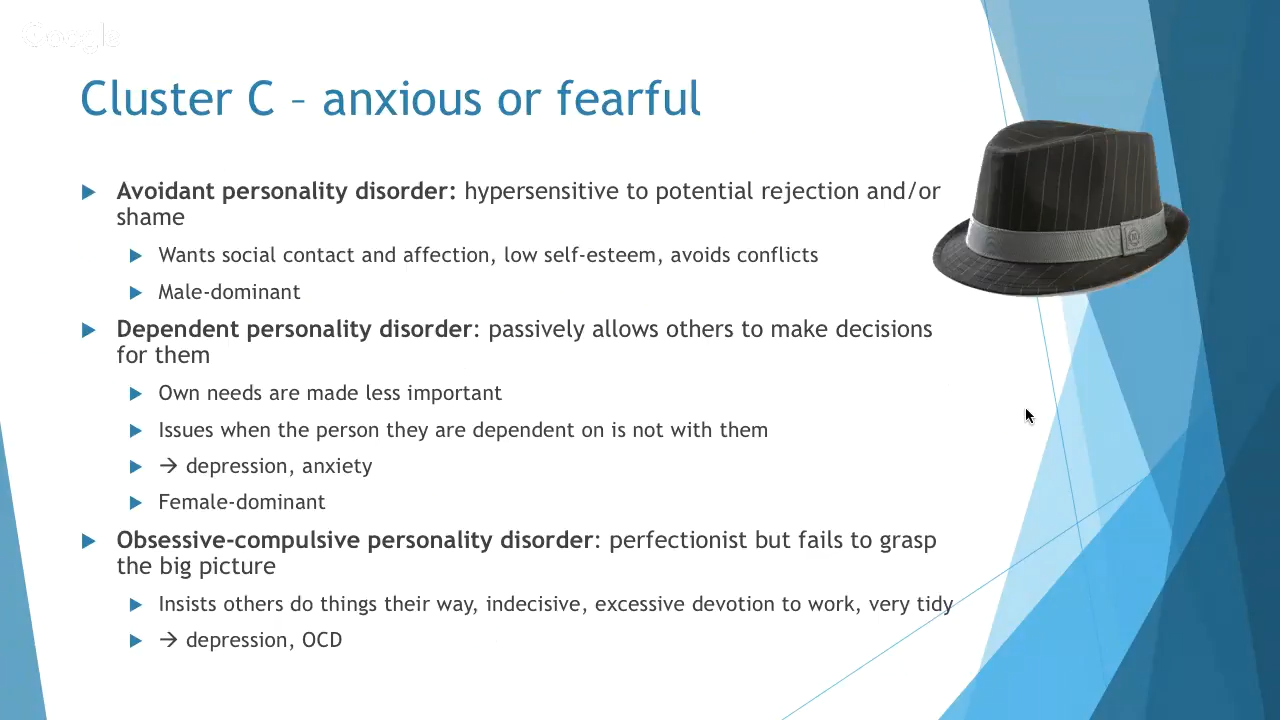 Google
Cluster C – anxious or fearful
Avoidant personality disorder: hypersensitive to potential rejection and/or
shame
Wants social contact and affection, low self-esteem, avoids conflicts
Male-dominant
Dependent personality disorder: passively allows others to make decisions
for them
Own needs are made less important
Issues when the person they are dependent on is not with them
→ depression, anxiety
Female-dominant
Obsessive-compulsive personality disorder: perfectionist but fails to grasp
the big picture
Insists others do things their way, indecisive, excessive devotion to work, very tidy
→ depression, OCD